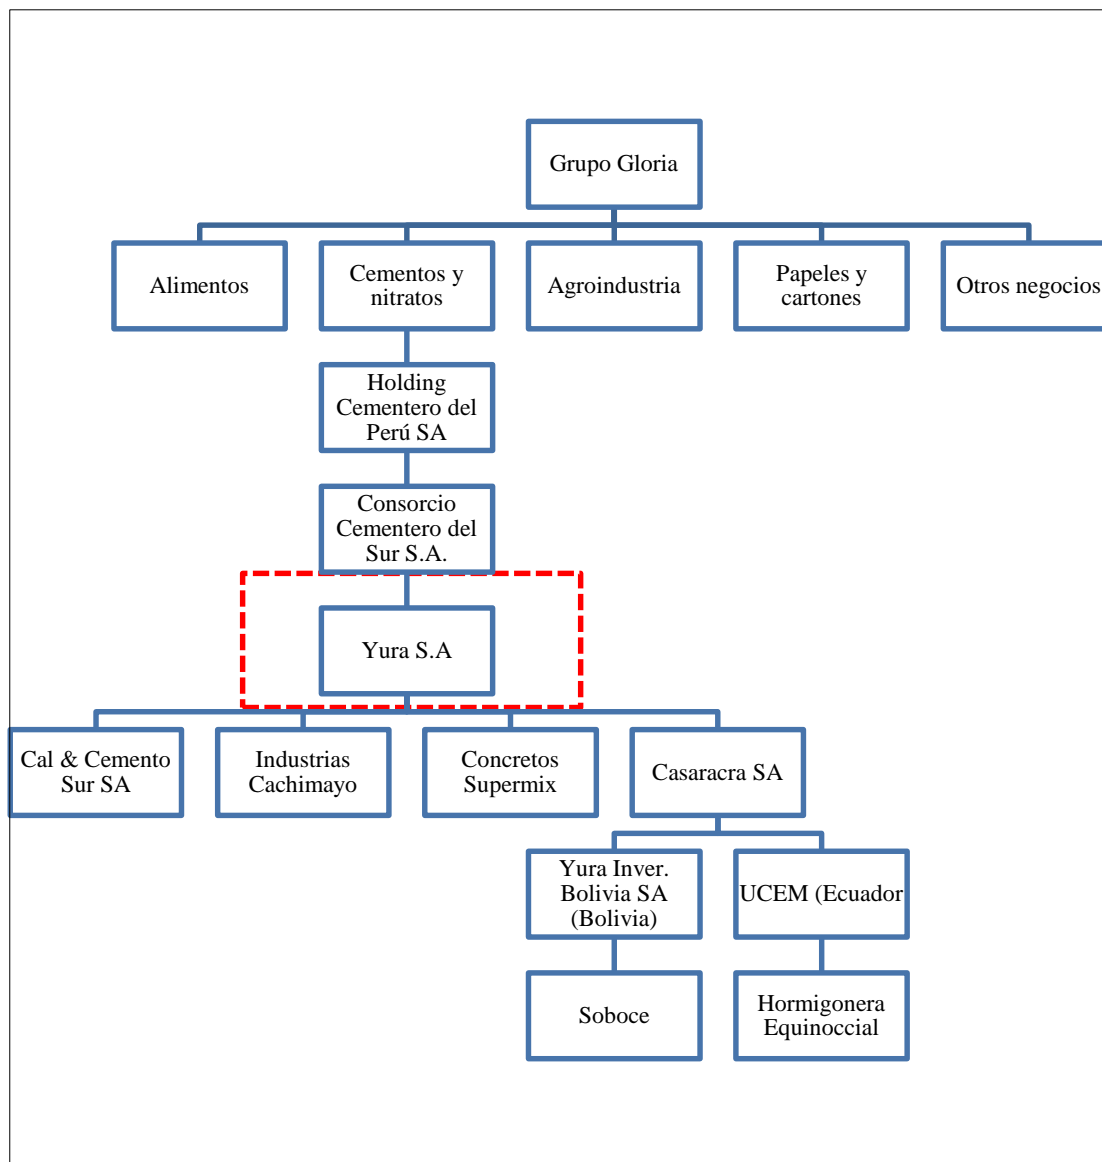 Grupo Gloria
Alimentos
Cementos y
nitratos
Agroindustria
Papeles y
cartones
Otros negocios
Holding
Cementero del
Perú SA
Consorcio
Cementero del
Sur S.A.
Yura S.A
Cal & Cemento
Sur SA
Industrias
Cachimayo
Concretos
Supermix
Casaracra SA
Yura Inver.
Bolivia SA
(Bolivia)
UCEM (Ecuador
Soboce
Hormigonera
Equinoccial